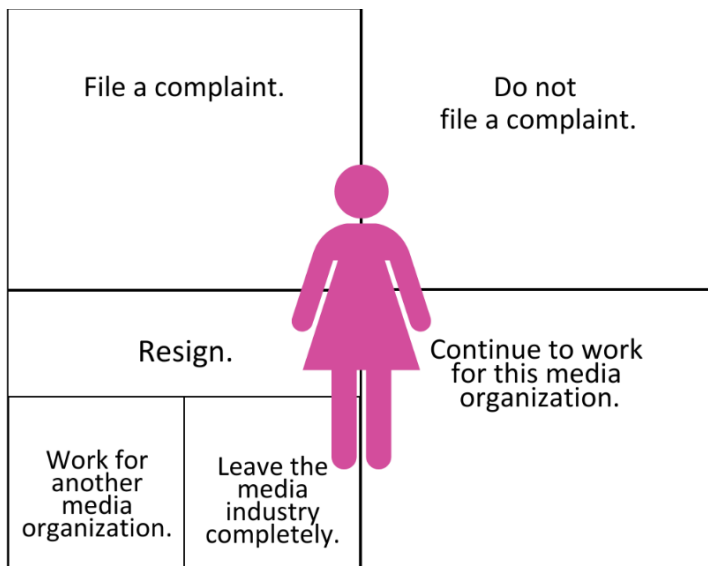 File a complaint.
Do not
file a complaint.
Resign.
Continue to work
for this media
organization.
Work for
another
media
organization.
Leave the
media
industry
completely.